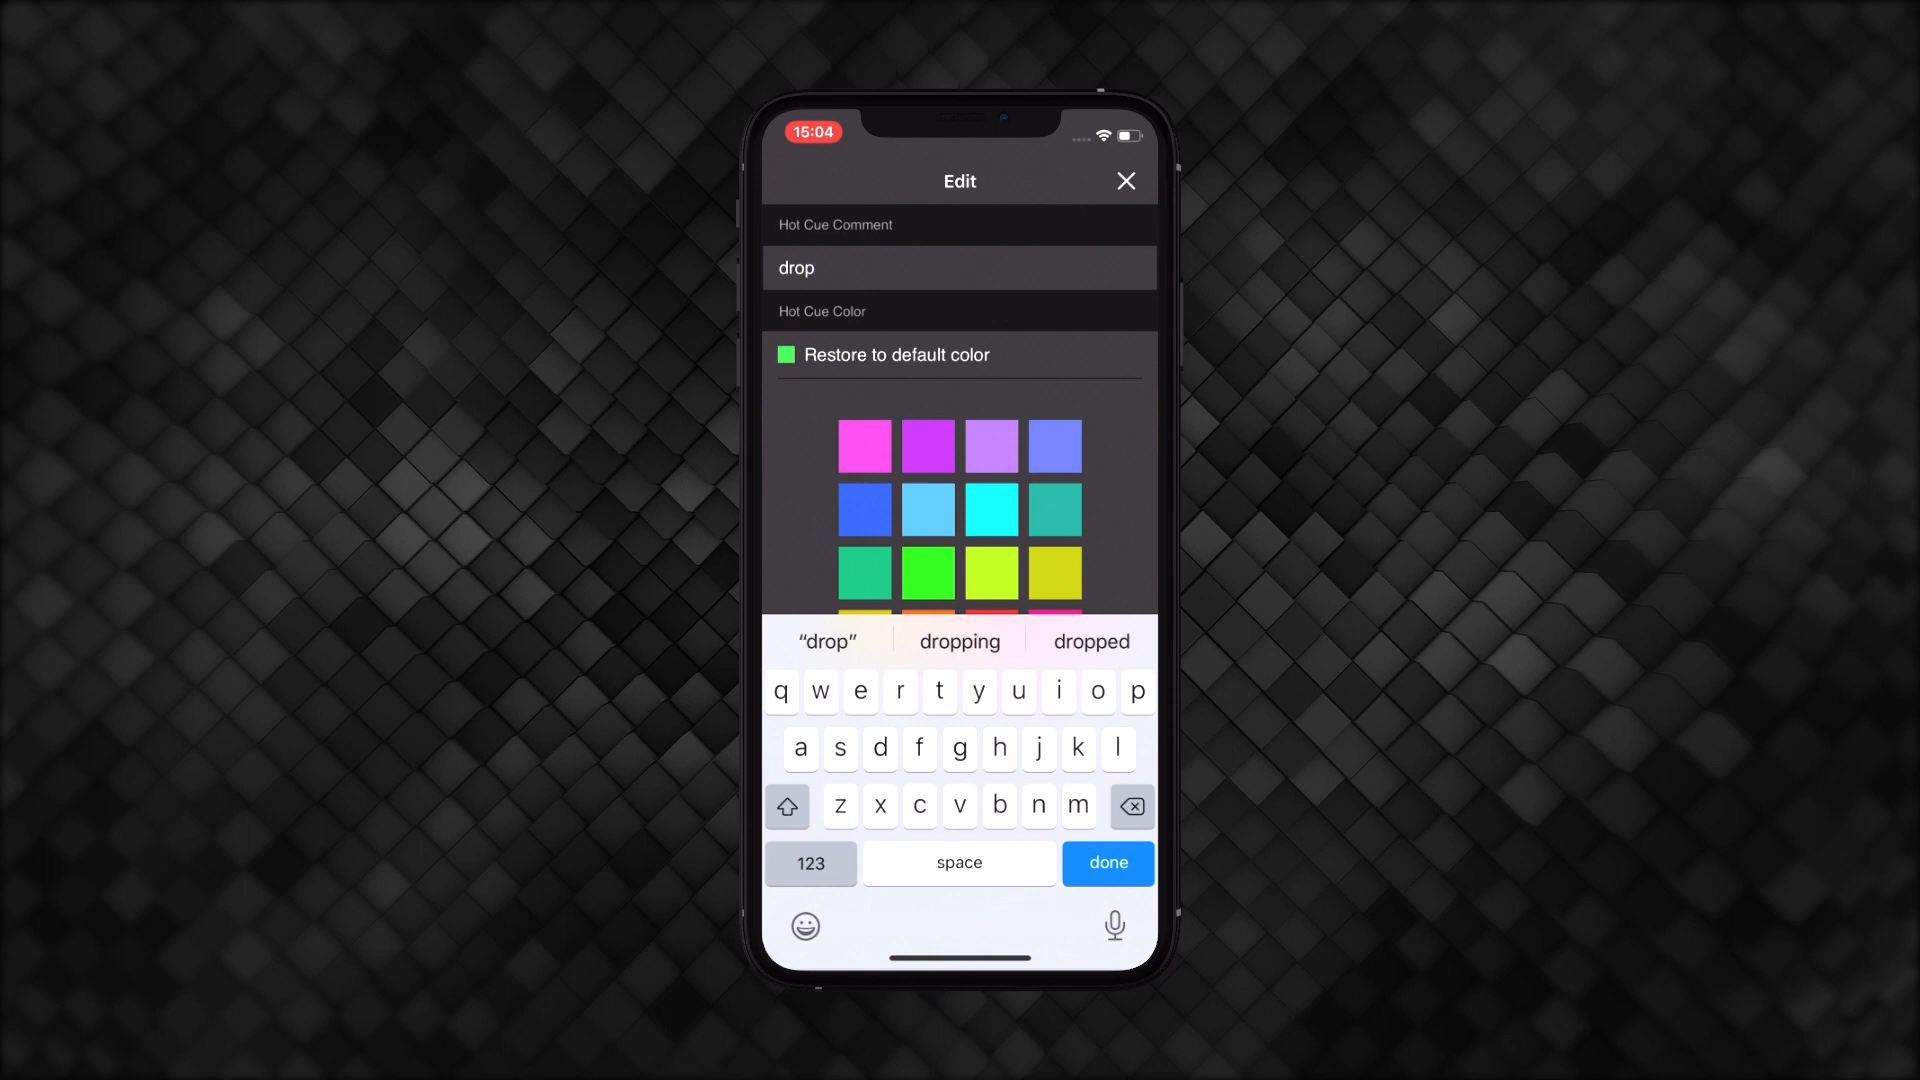 15:04
Edit
Hot Cue Comment
drop
Hot Cue Color
Restore to default color
“drop” dropping dropped
q w e r t y u i o p
a s d f g h j k l
z x c v b n m
123 space done